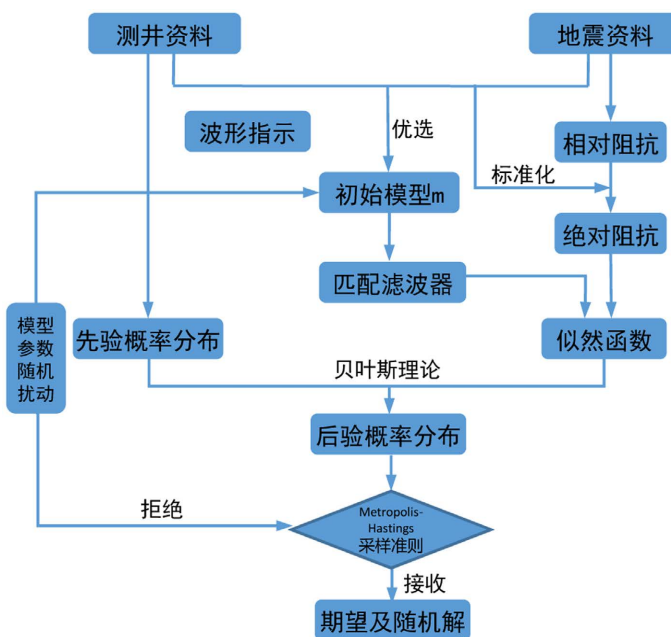 测井资料
地震资料
波形指示
优选
相对阻抗
标准化
初始模型m
绝对阻抗
匹配滤波器
模型
参数
随机
扰动
先验概率分布
似然函数
贝叶斯理论
后验概率分布
Metropolis-
Hastings
采样准则
拒绝
接收
期望及随机解